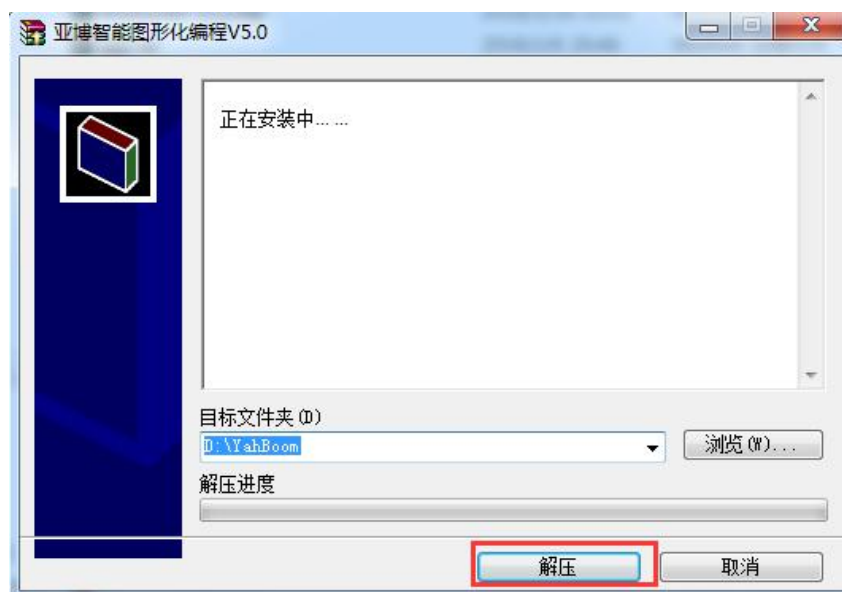 亚博智能图形化编程V5.0
正在安装中... ...
目标文件夹(D)
D:\YahBoom
浏览(W)...
解压进度
解压
取消